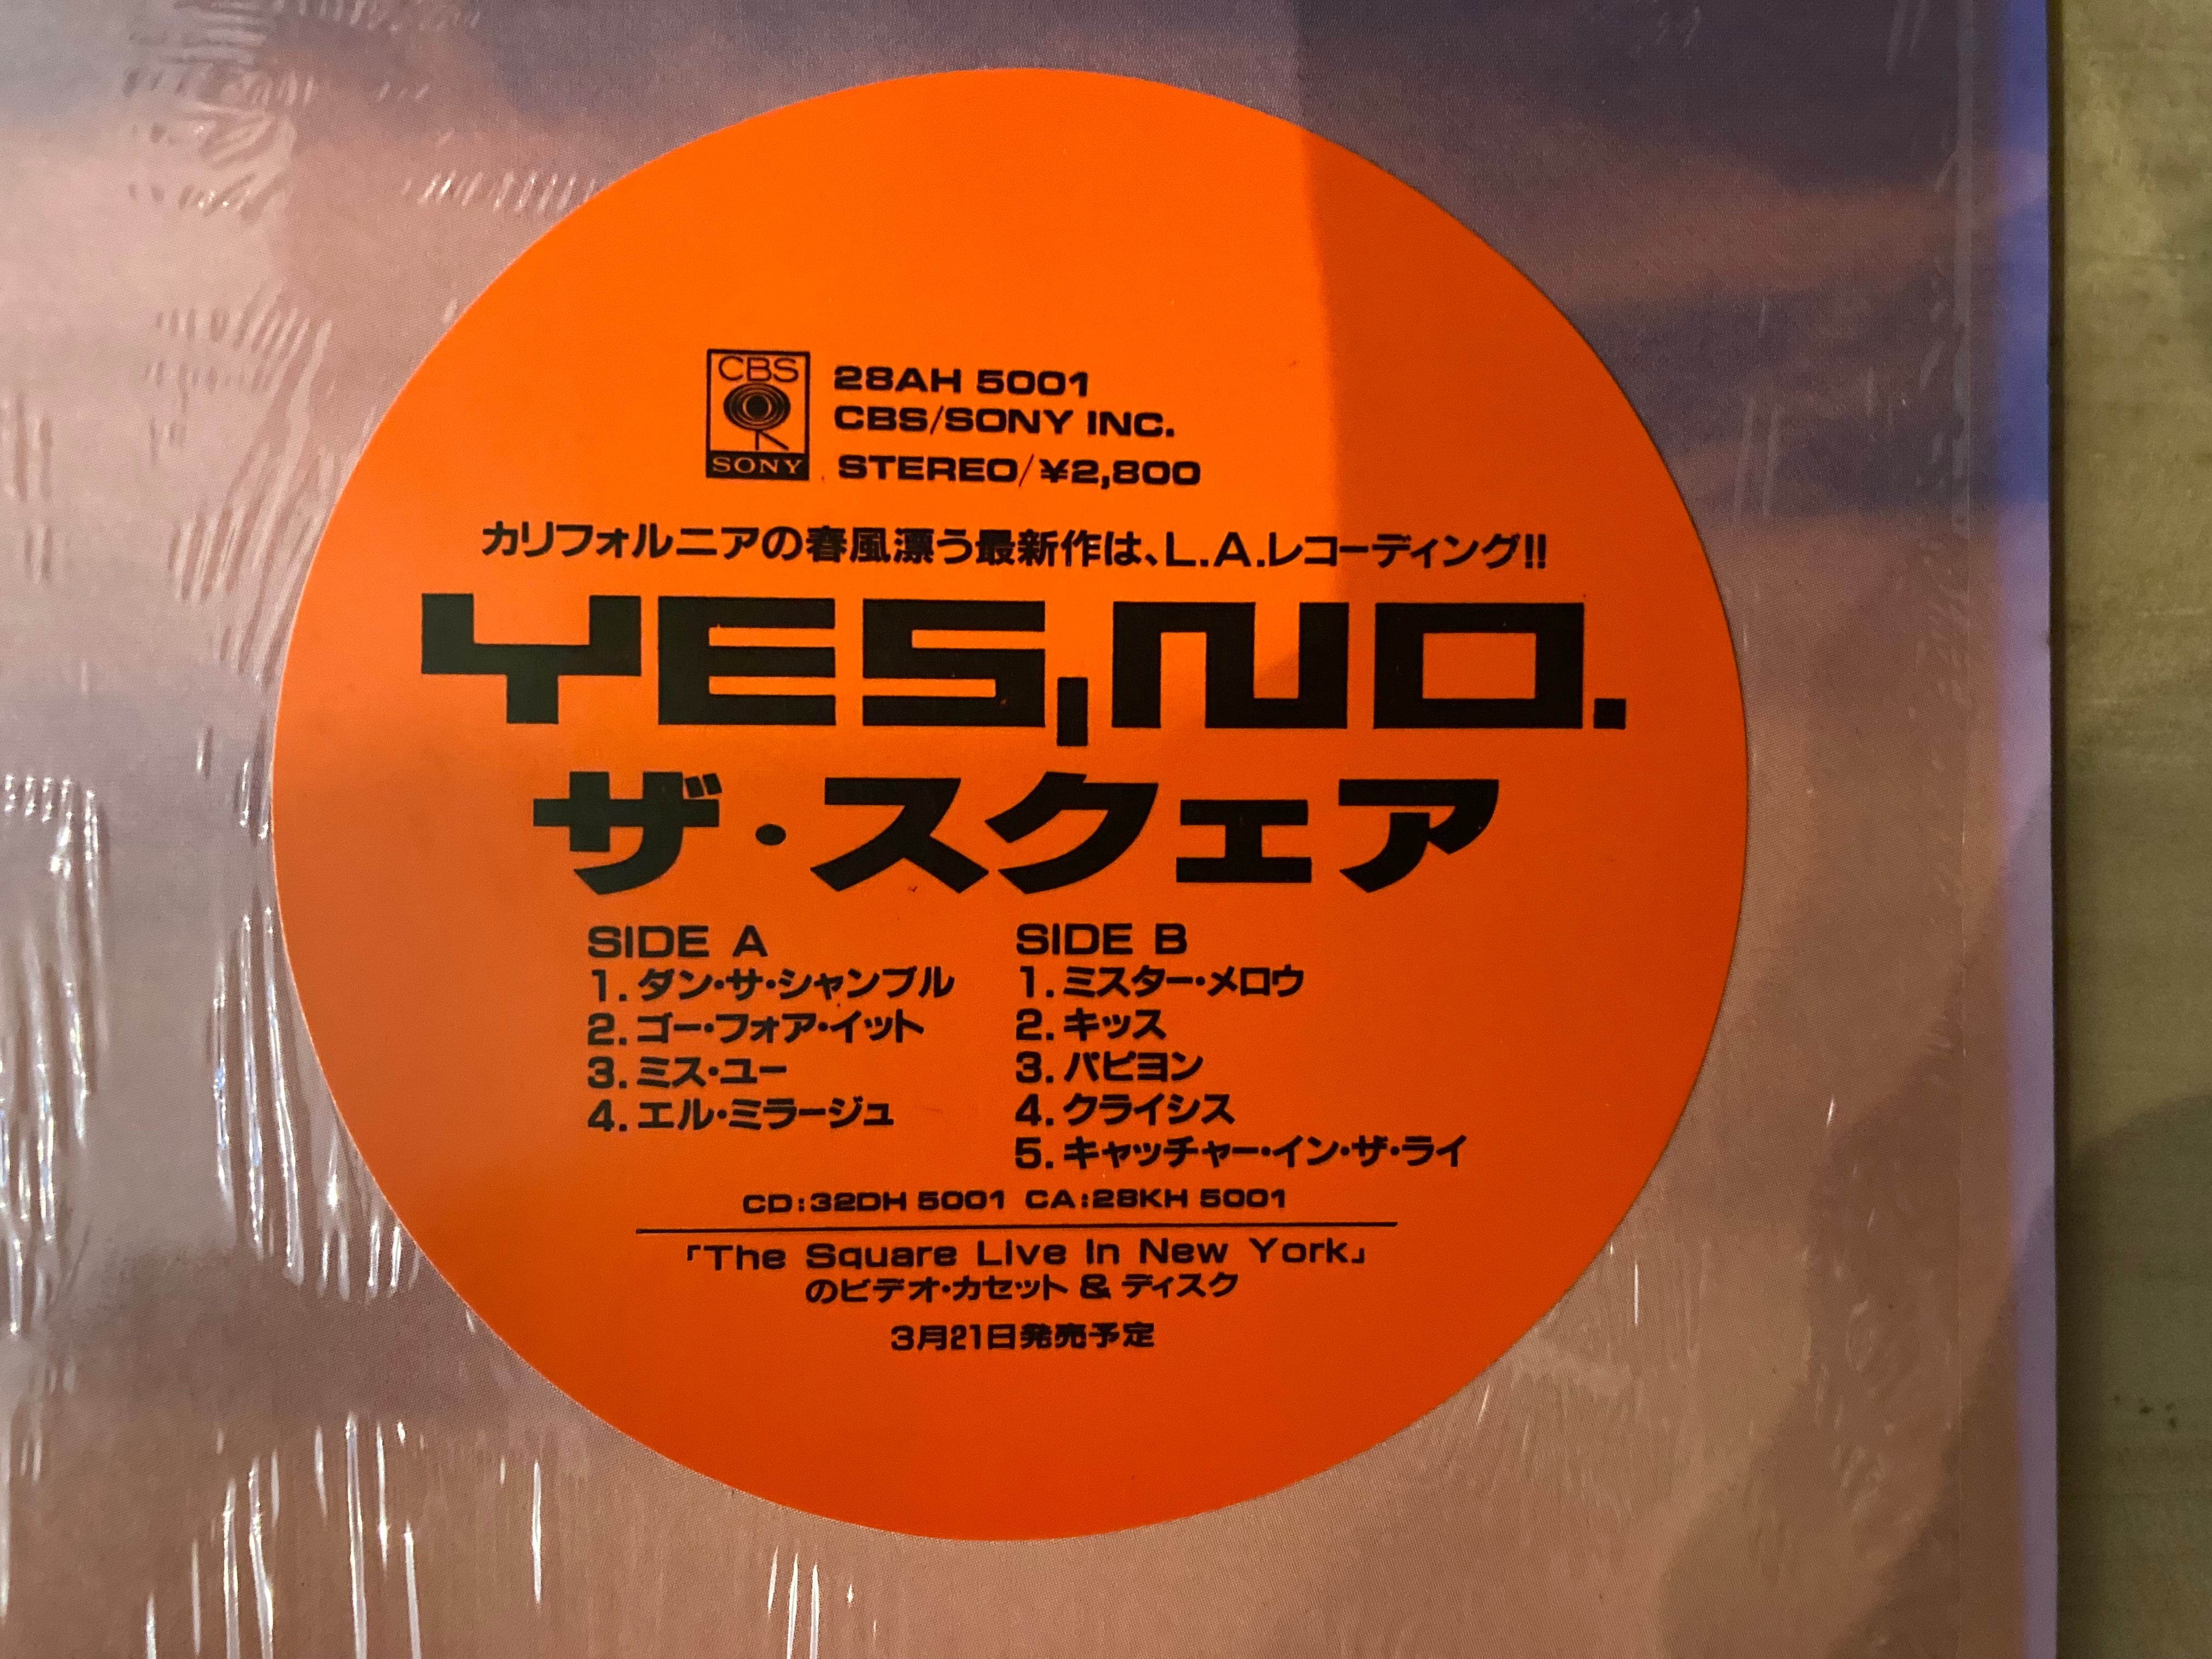 CBS
SONY
28AH 5001
CBS/SONY INC.
STEREO/¥2,800
カリフォルニアの春風漂う最新作は、L.A.レコーディング!!
YES,NO.
ザ・スクェア
SIDE A
1. ダン・サ・シャンブル
2. ゴー・フォア・イット
3. ミス・ユー
4. エル・ミラージュ
SIDE B
1. ミスター・メロウ
2. キッス
3. パピヨン
4. クライシス
5. キャッチャー・イン・ザ・ライ
CD:32DH 5001 CA:28KH 5001
「The Square Live In New York」
のビデオ・カセット & ディスク
3月21日発売予定